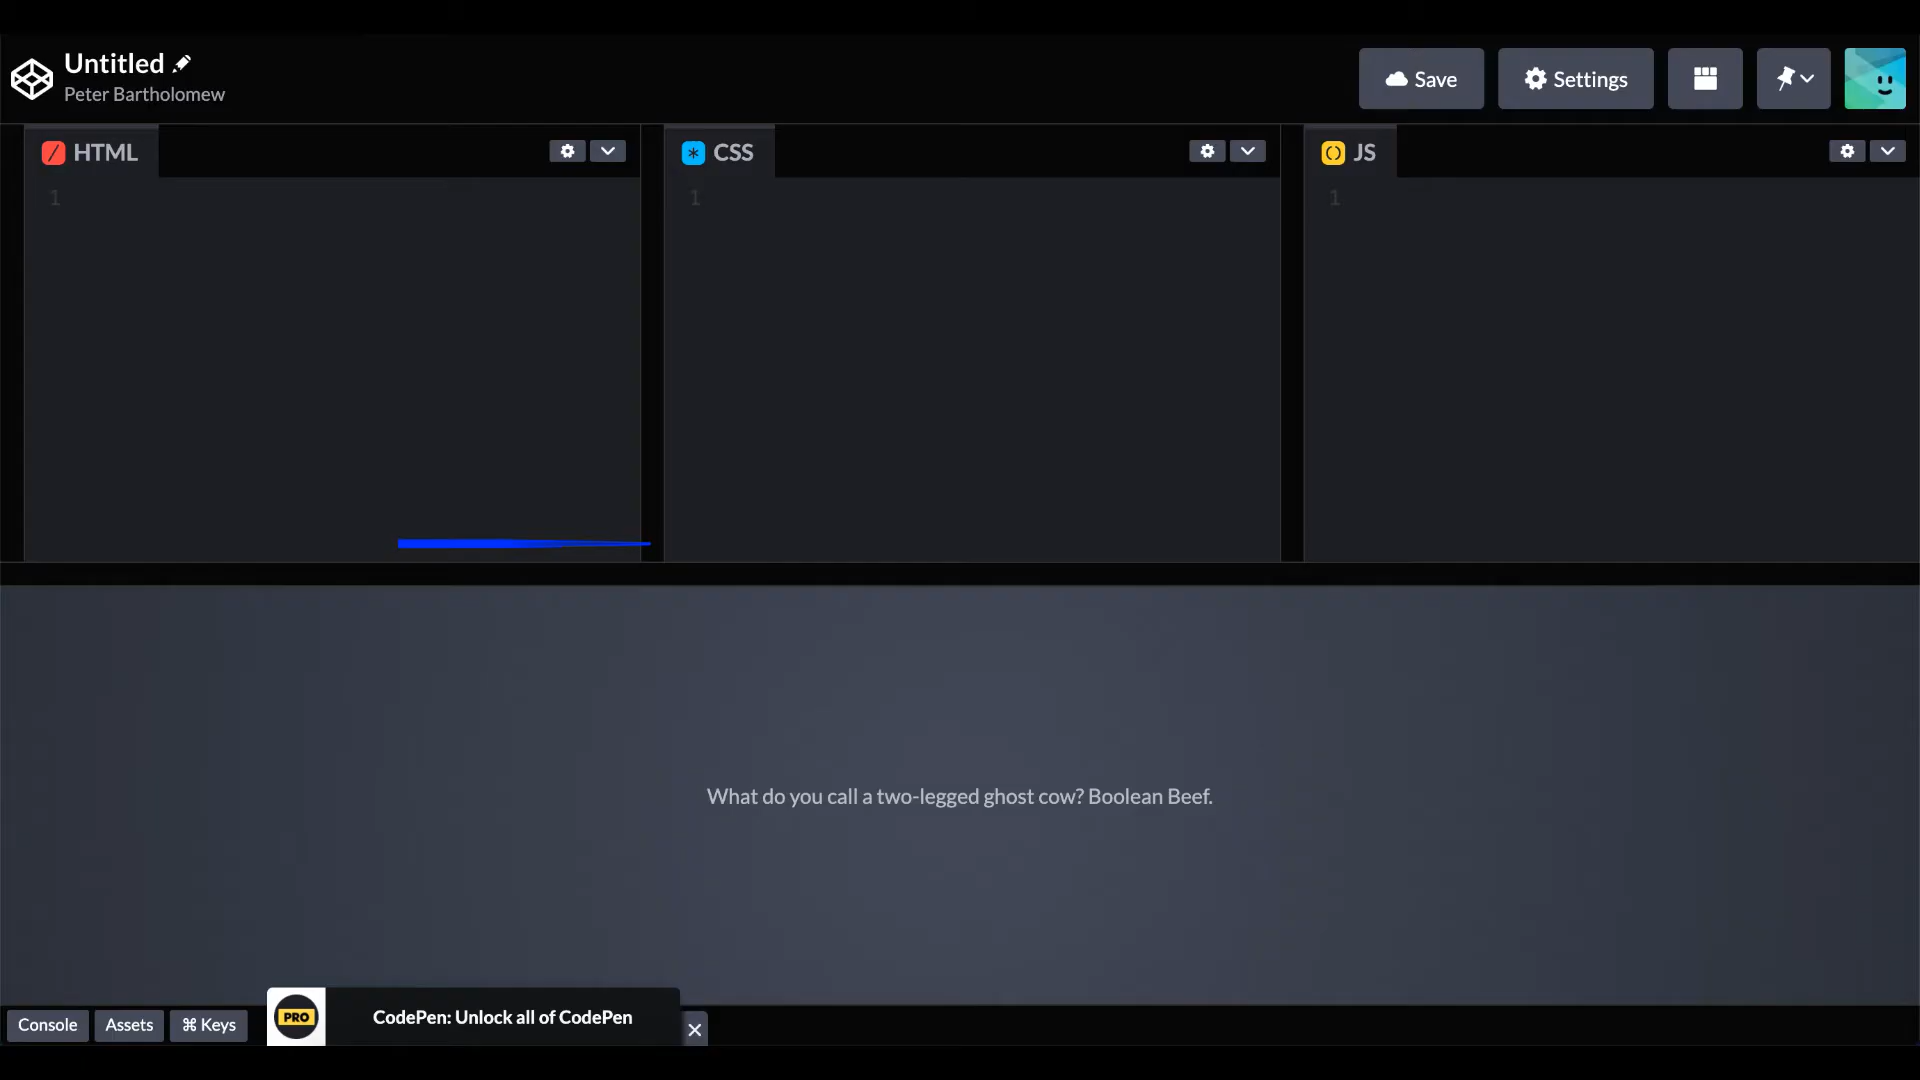 Untitled
Peter Bartholomew
Save
Settings
HTML
CSS
JS
1
1
1
What do you call a two-legged ghost cow? Boolean Beef.
Console
Assets
⌘ Keys
PRO
CodePen: Unlock all of CodePen